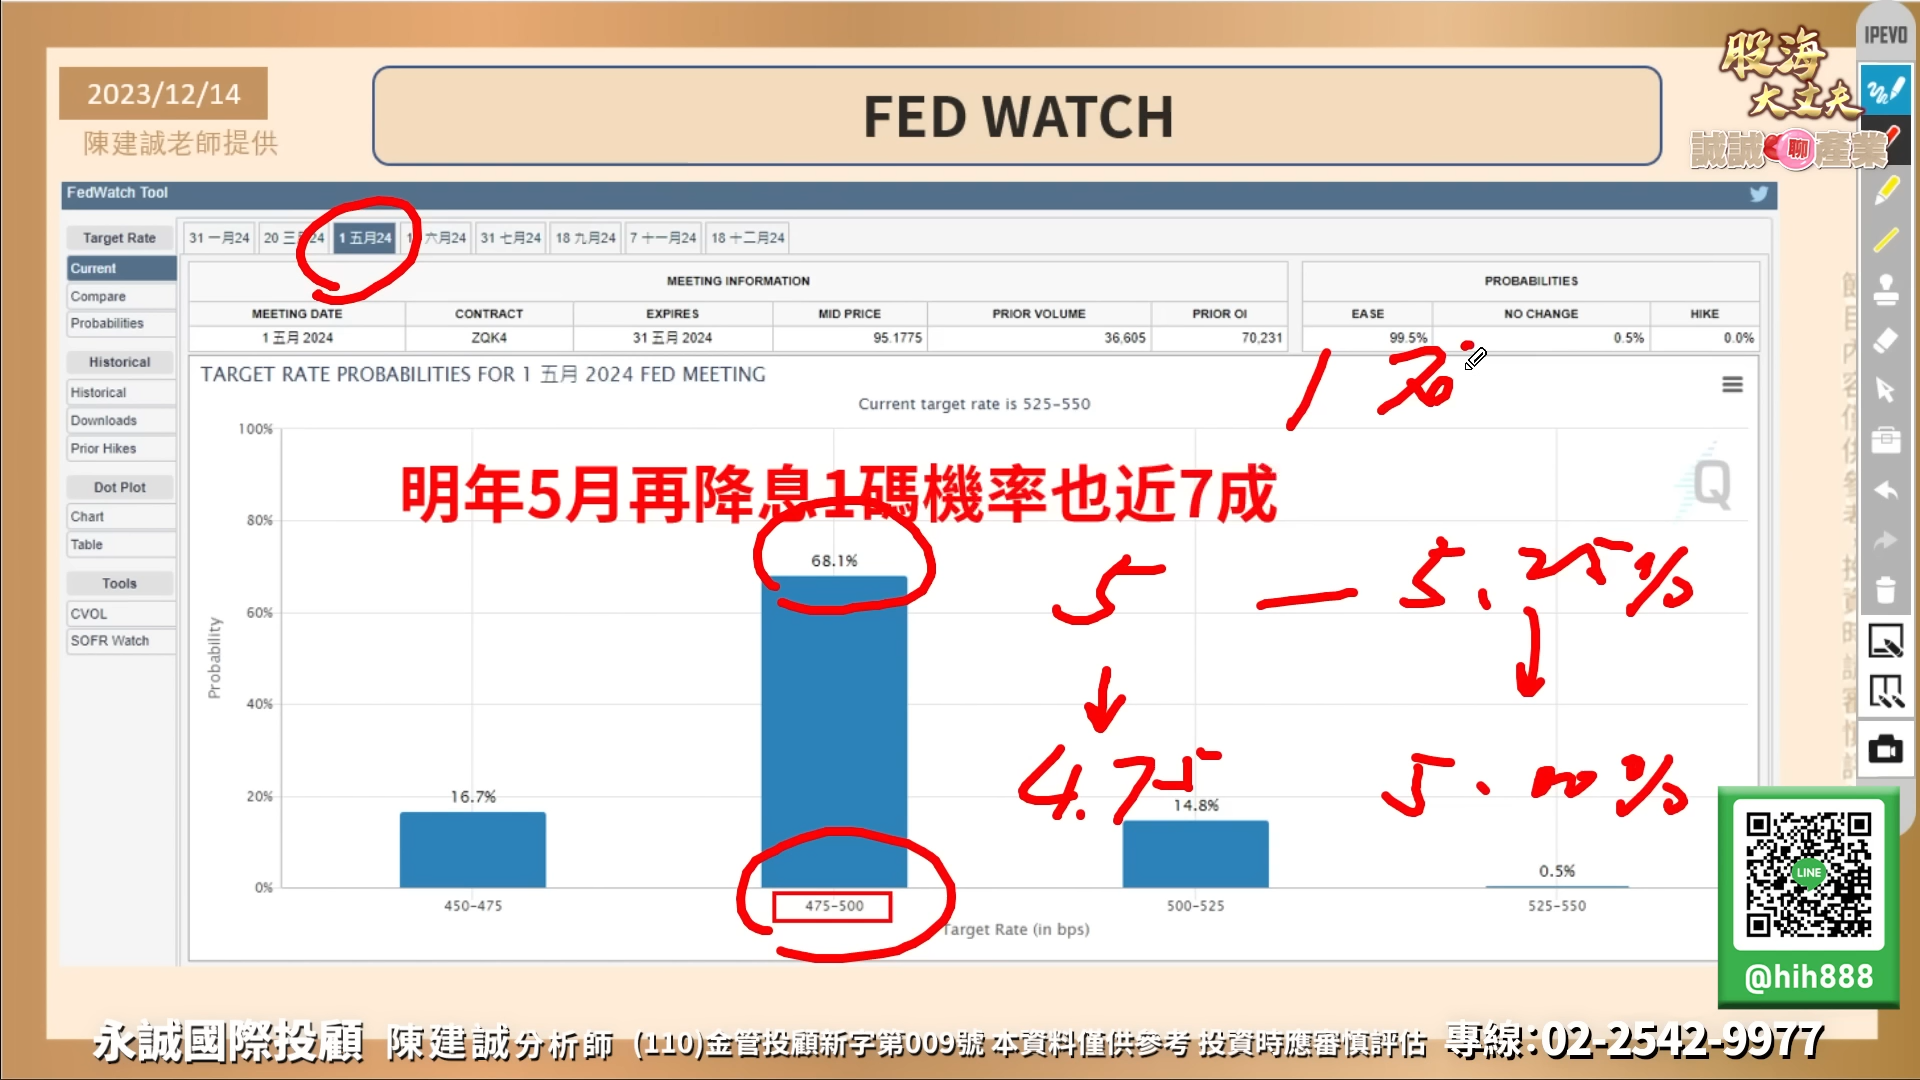 2023/12/14
陳建誠老師提供
FED WATCH
股海
大丈夫
誠誠聊產業
IPEVO
FedWatch Tool
Target Rate
Current
Compare
Probabilities
Historical
Historical
Downloads
Prior Hikes
Dot Plot
Chart
Table
Tools
CVOL
SOFR Watch
31 一月24
20 三月24
1 五月24
六月24
31 七月24
18 九月24
7 十一月24
18 十二月24
MEETING INFORMATION
MEETING DATE CONTRACT EXPIRES MID PRICE PRIOR VOLUME PRIOR OI
1 五月 2024 ZQK4 31 五月 2024 95.1775 36,605 70,231
PROBABILITIES
EASE NO CHANGE HIKE
99.5% 0.5% 0.0%
TARGET RATE PROBABILITIES FOR 1 五月 2024 FED MEETING
Current target rate is 525-550
明年5月再降息1碼機率也近7成
Probability
100%
80%
60%
40%
20%
0%
16.7%
68.1%
14.8%
0.5%
450-475
475-500
500-525
525-550
Target Rate (in bps)
Q
5 — 5.25%
4.75
5.00%
LINE
@hih888
永誠國際投顧 陳建誠分析師 (110)金管投顧新字第009號 本資料僅供參考 投資時應審慎評估 專線:02-2542-9977